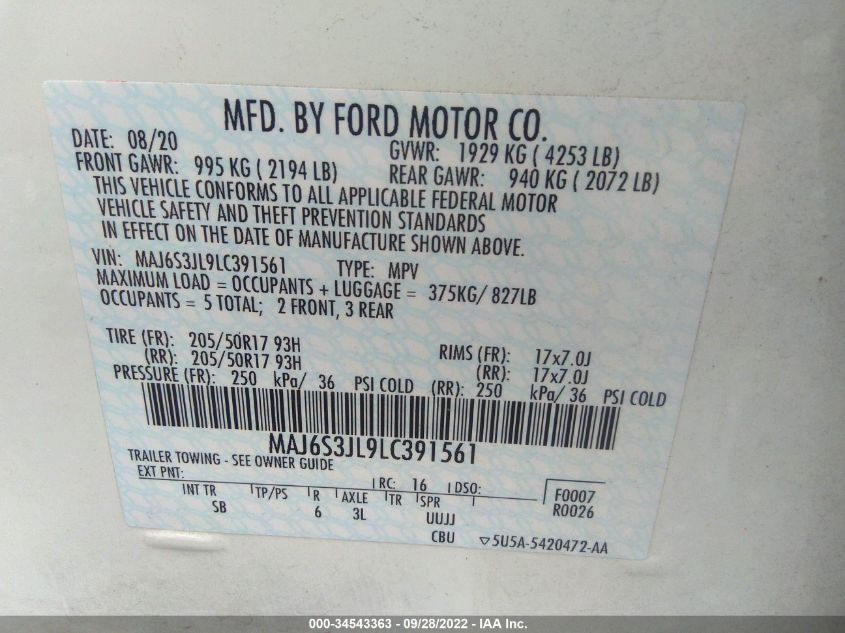 MFD. BY FORD MOTOR CO.
DATE: 08/20 GVWR: 1929 KG ( 4253 LB)
FRONT GAWR: 995 KG ( 2194 LB) REAR GAWR: 940 KG ( 2072 LB)
THIS VEHICLE CONFORMS TO ALL APPLICABLE FEDERAL MOTOR
VEHICLE SAFETY AND THEFT PREVENTION STANDARDS
IN EFFECT ON THE DATE OF MANUFACTURE SHOWN ABOVE.
VIN: MAJ6S3JL9LC391561 TYPE: MPV
MAXIMUM LOAD = OCCUPANTS + LUGGAGE = 375KG/ 827LB
OCCUPANTS = 5 TOTAL; 2 FRONT, 3 REAR
TIRE (FR): 205/50R17 93H RIMS (FR): 17x7.0J
(RR): 205/50R17 93H (RR): 17x7.0J
PRESSURE (FR): 250 kPa/ 36 PSI COLD (RR): 250 kPa/ 36 PSI COLD
MAJ6S3JL9LC391561
TRAILER TOWING - SEE OWNER GUIDE
EXT PNT: RC: 16 DSO: F0007
R0026
INT TR TP/PS R AXLE TR SPR
SB 6 3L UUJJ
CBU 5U5A-5420472-AA
000-34543363 - 09/28/2022 - IAA Inc.